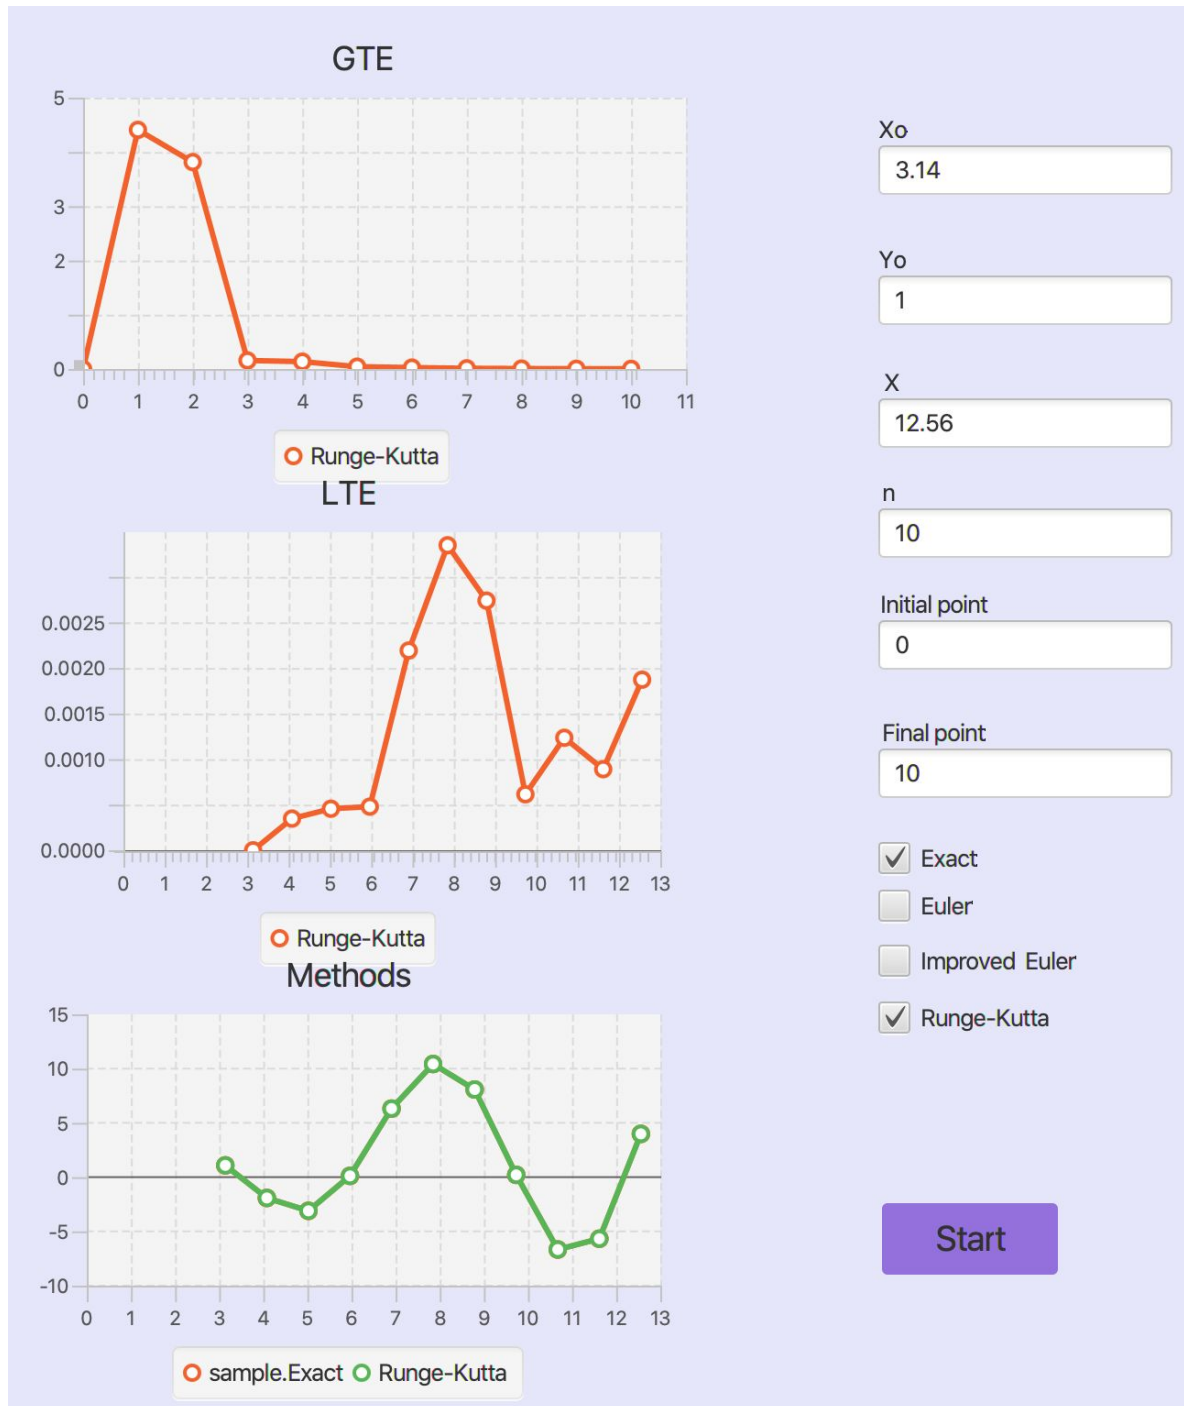 GTE
5
3
2
0
0 1 2 3 4 5 6 7 8 9 10 11
Runge-Kutta
LTE
0.0025
0.0020
0.0015
0.0010
0.0000
0 1 2 3 4 5 6 7 8 9 10 11 12 13
Runge-Kutta
Methods
15
10
5
0
-5
-10
0 1 2 3 4 5 6 7 8 9 10 11 12 13
sample.Exact Runge-Kutta
Xo
3.14
Yo
1
X
12.56
n
10
Initial point
0
Final point
10
Exact
Euler
Improved Euler
Runge-Kutta
Start